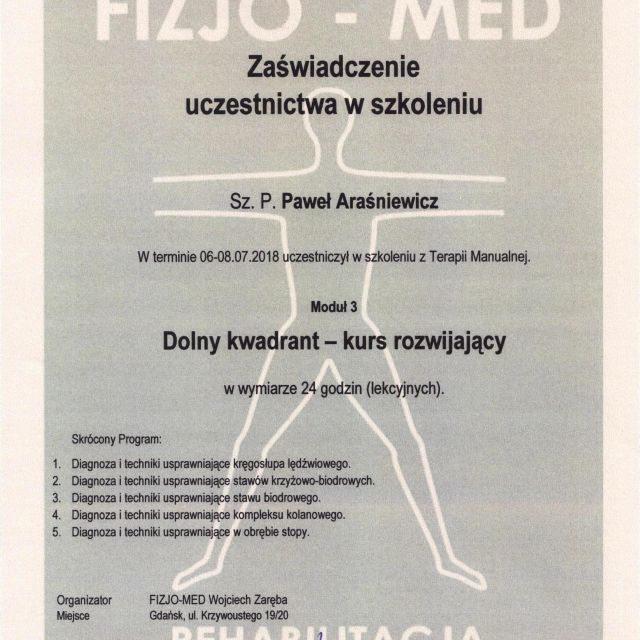 FIZJO - MED
Zaświadczenie
uczestnictwa w szkoleniu
Sz. P. Paweł Araśniewicz
W terminie 06-08.07.2018 uczestniczył w szkoleniu z Terapii Manualnej.
Moduł 3
Dolny kwadrant – kurs rozwijający
w wymiarze 24 godzin (lekcyjnych).
Skrócony Program:
1. Diagnoza i techniki usprawniające kręgosłupa lędźwiowego.
2. Diagnoza i techniki usprawniające stawów krzyżowo-biodrowych.
3. Diagnoza i techniki usprawniające stawu biodrowego.
4. Diagnoza i techniki usprawniające kompleksu kolanowego.
5. Diagnoza i techniki usprawniające w obrębie stopy.
Organizator FIZJO-MED Wojciech Zaręba
Miejsce Gdańsk, ul. Krzywoustego 19/20
REHABILITACJA